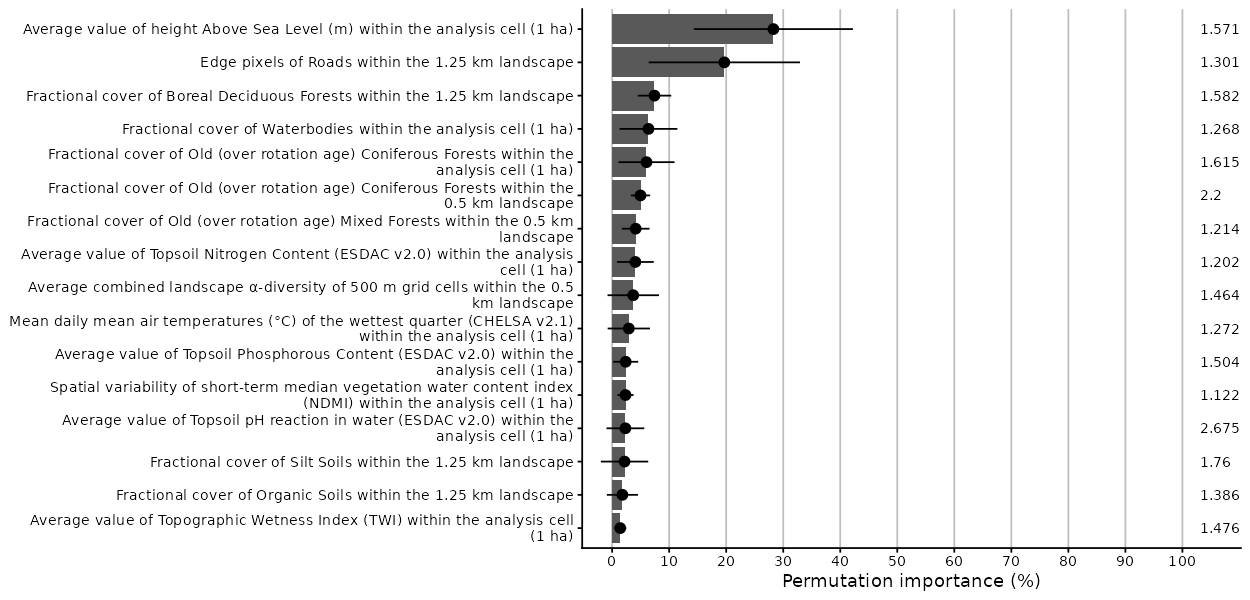 Average value of height Above Sea Level (m) within the analysis cell (1 ha)
1.571
Edge pixels of Roads within the 1.25 km landscape
1.301
Fractional cover of Boreal Deciduous Forests within the 1.25 km landscape
1.582
Fractional cover of Waterbodies within the analysis cell (1 ha)
1.268
Fractional cover of Old (over rotation age) Coniferous Forests within the
analysis cell (1 ha)
1.615
Fractional cover of Old (over rotation age) Coniferous Forests within the
0.5 km landscape
2.2
Fractional cover of Old (over rotation age) Mixed Forests within the 0.5 km
landscape
1.214
Average value of Topsoil Nitrogen Content (ESDAC v2.0) within the analysis
cell (1 ha)
1.202
Average combined landscape α-diversity of 500 m grid cells within the 0.5
km landscape
1.464
Mean daily mean air temperatures (°C) of the wettest quarter (CHELSA v2.1)
within the analysis cell (1 ha)
1.272
Average value of Topsoil Phosphorous Content (ESDAC v2.0) within the
analysis cell (1 ha)
1.504
Spatial variability of short-term median vegetation water content index
(NDMI) within the analysis cell (1 ha)
1.122
Average value of Topsoil pH reaction in water (ESDAC v2.0) within the
analysis cell (1 ha)
2.675
Fractional cover of Silt Soils within the 1.25 km landscape
1.76
Fractional cover of Organic Soils within the 1.25 km landscape
1.386
Average value of Topographic Wetness Index (TWI) within the analysis cell
(1 ha)
1.476
0 10 20 30 40 50 60 70 80 90 100
Permutation importance (%)